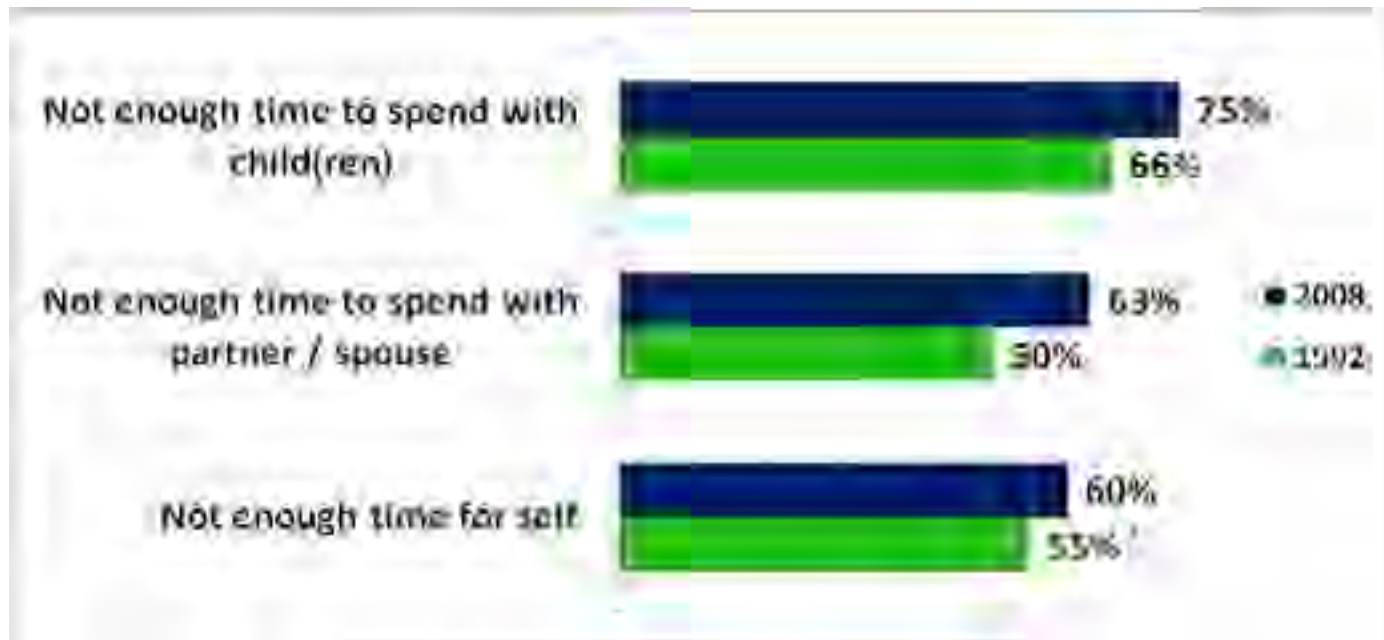 Not enough time to spend with
child(ren)
75%
66%
Not enough time to spend with
partner / spouse
63%
50%
2008
1992
Not enough time for self
60%
55%